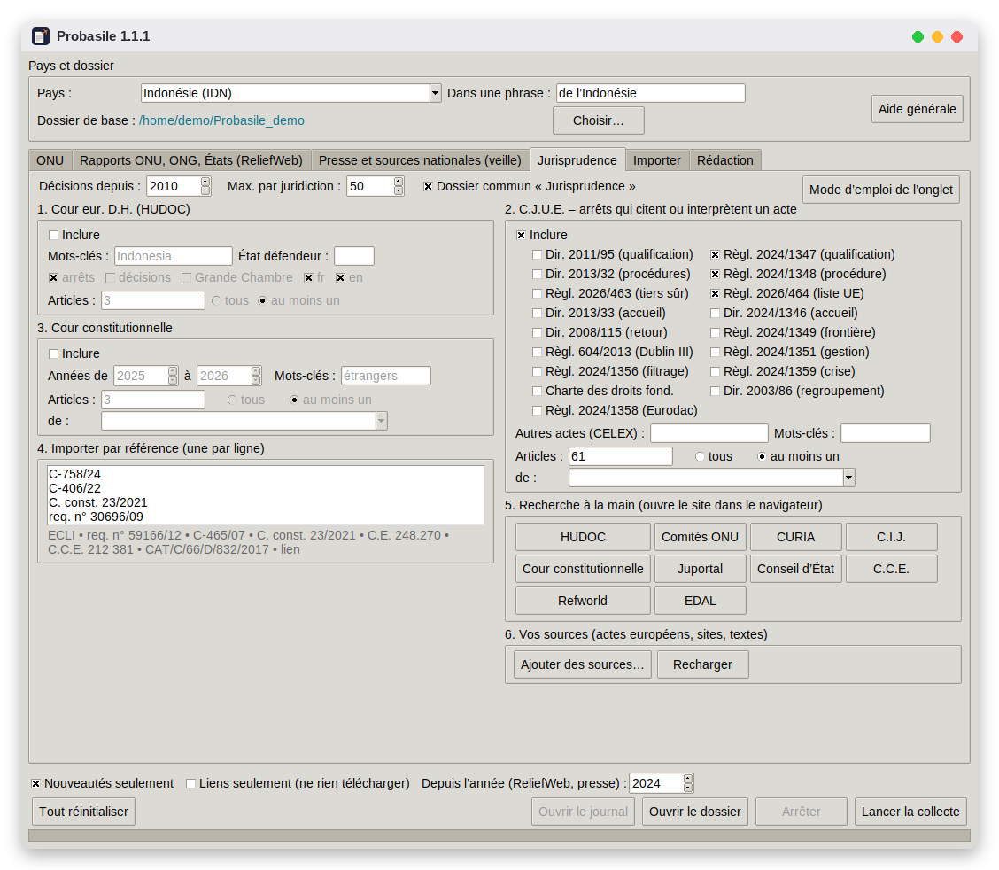 Probasile 1.1.1
Pays et dossier
Pays : Indonésie (IDN) Dans une phrase : de l’Indonésie
Aide générale
Dossier de base : /home/demo/Probasile_demo Choisir…
ONU Rapports ONU, ONG, États (ReliefWeb) Presse et sources nationales (veille) Jurisprudence Importer Rédaction
Décisions depuis : 2010 Max. par juridiction : 50 Dossier commun « Jurisprudence » Mode d’emploi de l’onglet
1. Cour eur. D.H. (HUDOC)
Inclure
Mots-clés : Indonesia État défendeur :
arrêts décisions Grande Chambre fr en
Articles : 3 tous au moins un
3. Cour constitutionnelle
Inclure
Années de 2025 à 2026 Mots-clés : étrangers
Articles : 3 tous au moins un
de :
4. Importer par référence (une par ligne)
C-758/24
C-406/22
C. const. 23/2021
req. n° 30696/09
ECLI • req. n° 59166/12 • C-465/07 • C. const. 23/2021 • C.E. 248.270 •
C.C.E. 212 381 • CAT/C/66/D/832/2017 • lien
2. C.J.U.E. – arrêts qui citent ou interprètent un acte
Inclure
Dir. 2011/95 (qualification) Règl. 2024/1347 (qualification)
Dir. 2013/32 (procédures) Règl. 2024/1348 (procédure)
Règl. 2026/463 (tiers sûr) Règl. 2026/464 (liste UE)
Dir. 2013/33 (accueil) Dir. 2024/1346 (accueil)
Dir. 2008/115 (retour) Règl. 2024/1349 (frontière)
Règl. 604/2013 (Dublin III) Règl. 2024/1351 (gestion)
Règl. 2024/1356 (filtrage) Règl. 2024/1359 (crise)
Charte des droits fond. Dir. 2003/86 (regroupement)
Règl. 2024/1358 (Eurodac)
Autres actes (CELEX) : Mots-clés :
Articles : 61 tous au moins un
de :
5. Recherche à la main (ouvre le site dans le navigateur)
HUDOC Comités ONU CURIA C.I.J.
Cour constitutionnelle Juportal Conseil d’État C.C.E.
Refworld EDAL
6. Vos sources (actes européens, sites, textes)
Ajouter des sources… Recharger
Nouveautés seulement Liens seulement (ne rien télécharger) Depuis l’année (ReliefWeb, presse) : 2024
Tout réinitialiser Ouvrir le journal Ouvrir le dossier Arrêter Lancer la collecte